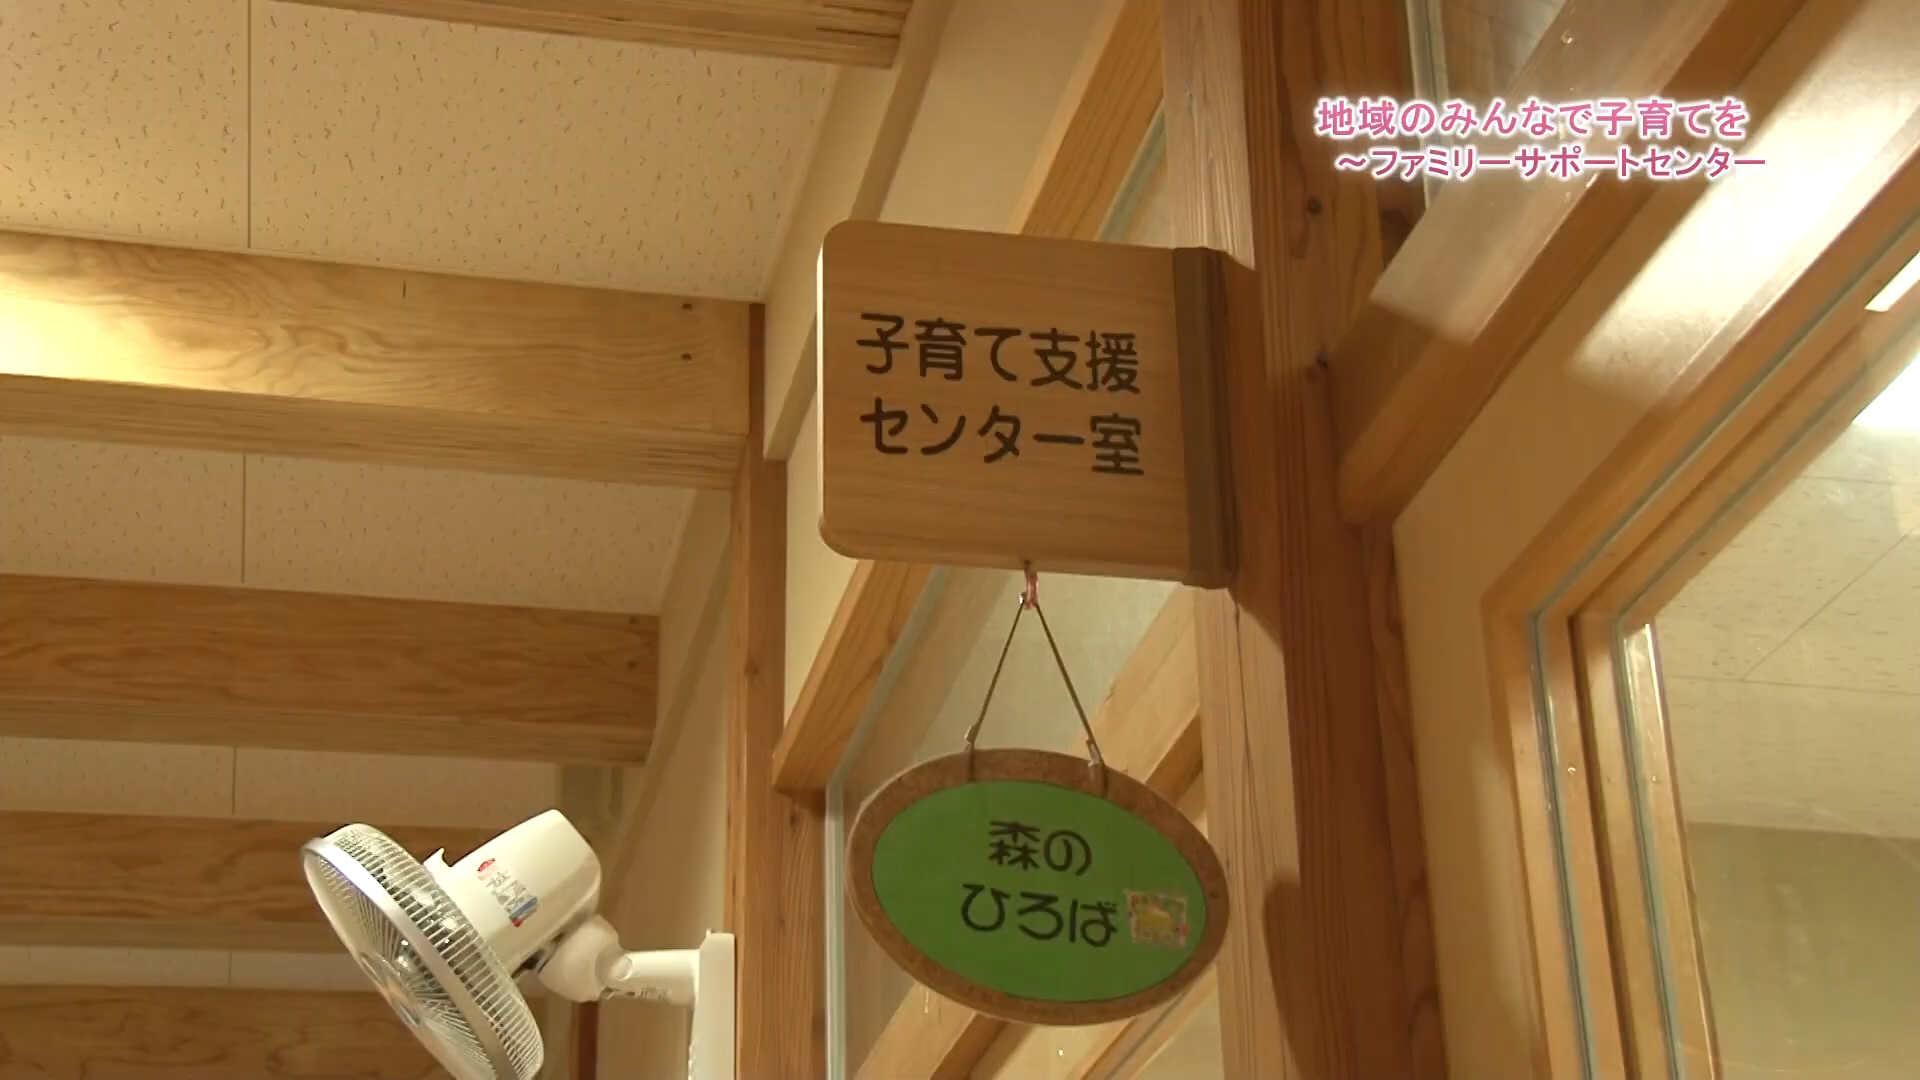 地域のみんなで子育てを
～ファミリーサポートセンター
子育て支援
センター室
森の
ひろば